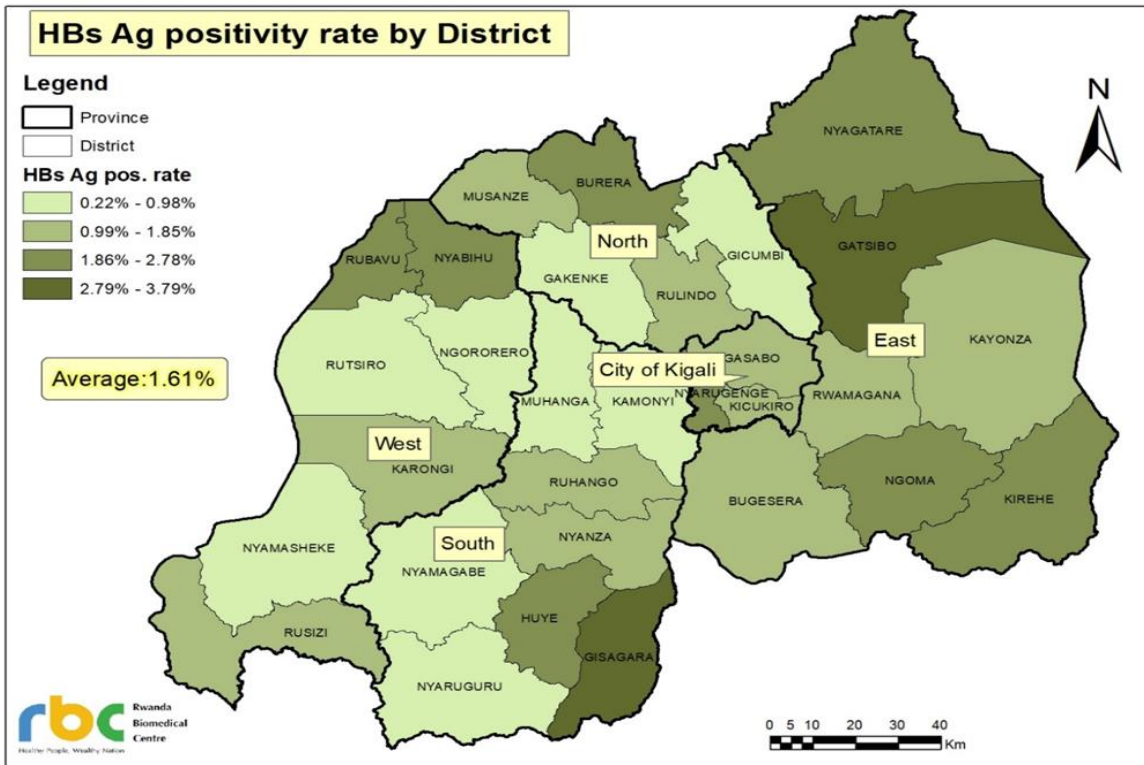 HBs Ag positivity rate by District
Legend
Province
District
HBs Ag pos. rate
0.22% - 0.98%
0.99% - 1.85%
1.86% - 2.78%
2.79% - 3.79%
Average:1.61%
N
NYAGATARE
MUSANZE
BURERA
North
GATSIBO
RUBAVU
NYABIHU
GAKENKE
GICUMBI
RULINDO
East
KAYONZA
RUTSIRO
NGORORERO
City of Kigali
GASABO
NYARUGENGE
KICUKIRO
RWAMAGANA
MUHANGA
KAMONYI
West
KARONGI
RUHANGO
BUGESERA
NGOMA
KIREHE
NYAMASHEKE
South
NYANZA
NYAMAGABE
HUYE
RUSIZI
GISAGARA
NYARUGURU
rbc
Rwanda
Biomedical
Centre
Healthier People, Wealthy Nation
0 5 10 20 30 40
Km